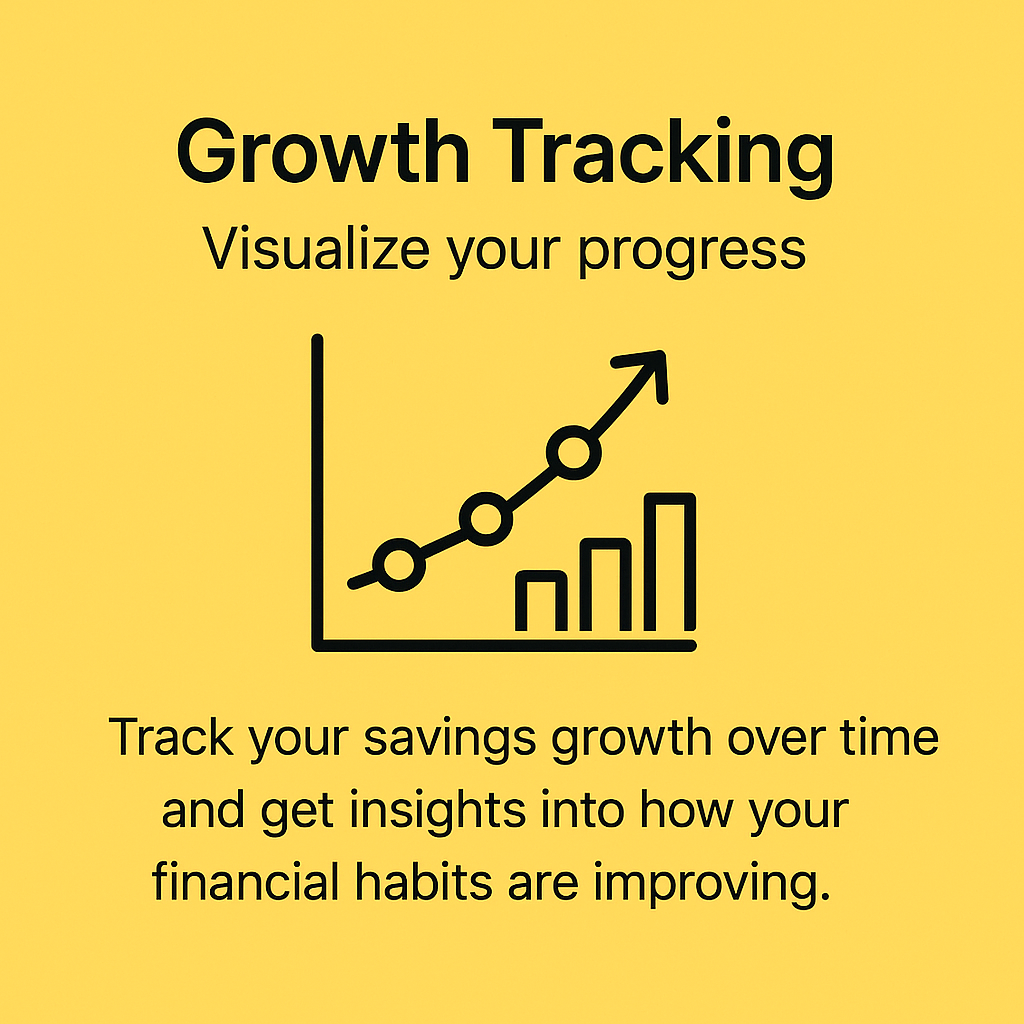 Growth Tracking
Visualize your progress
Track your savings growth over time
and get insights into how your
financial habits are improving.